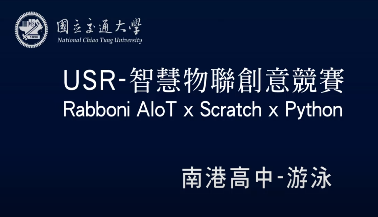 國立交通大學
National Chiao Tung University
USR-智慧物聯創意競賽
Rabboni AIoT x Scratch x Python
南港高中-游泳